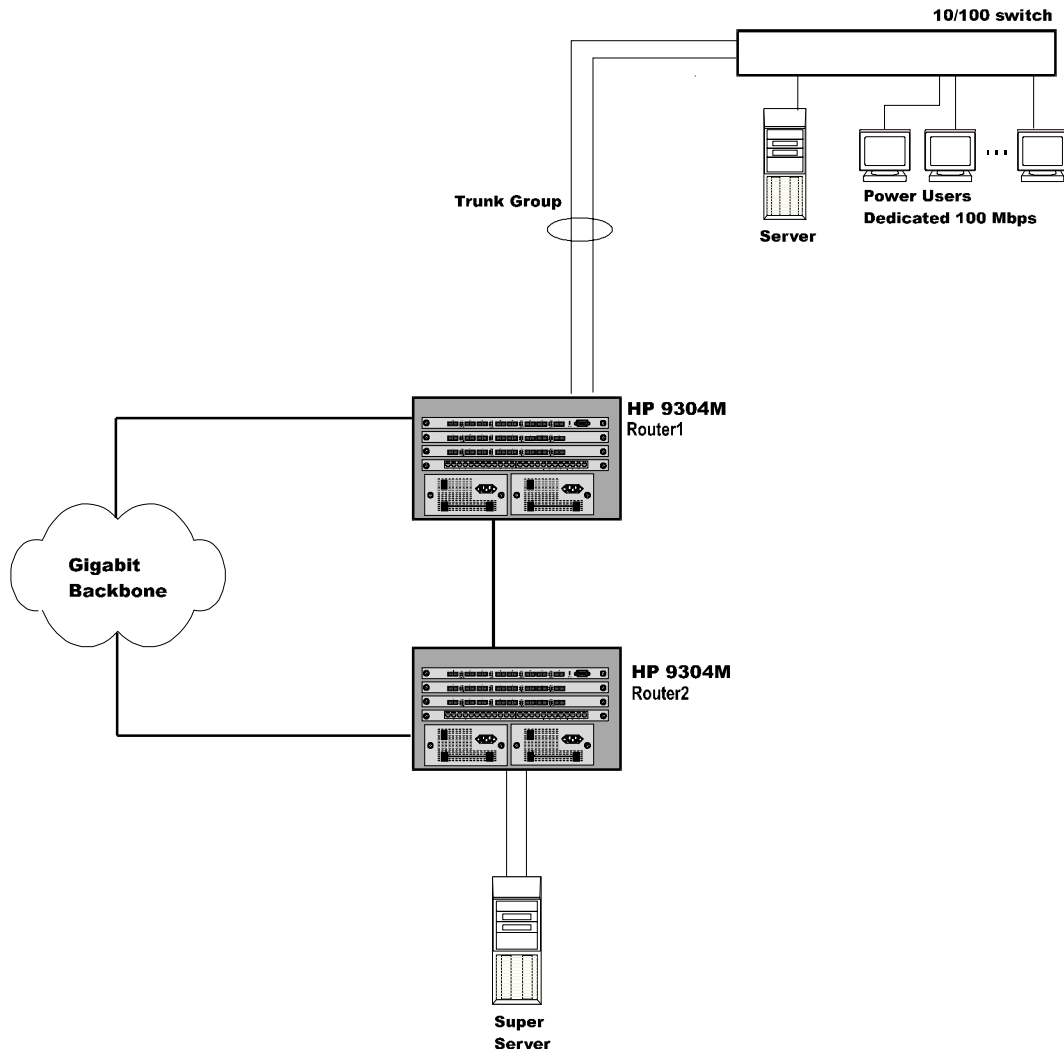 10/100 switch
Trunk Group
Server
Power Users
Dedicated 100 Mbps
HP 9304M
Router1
Gigabit
Backbone
HP 9304M
Router2
Super
Server